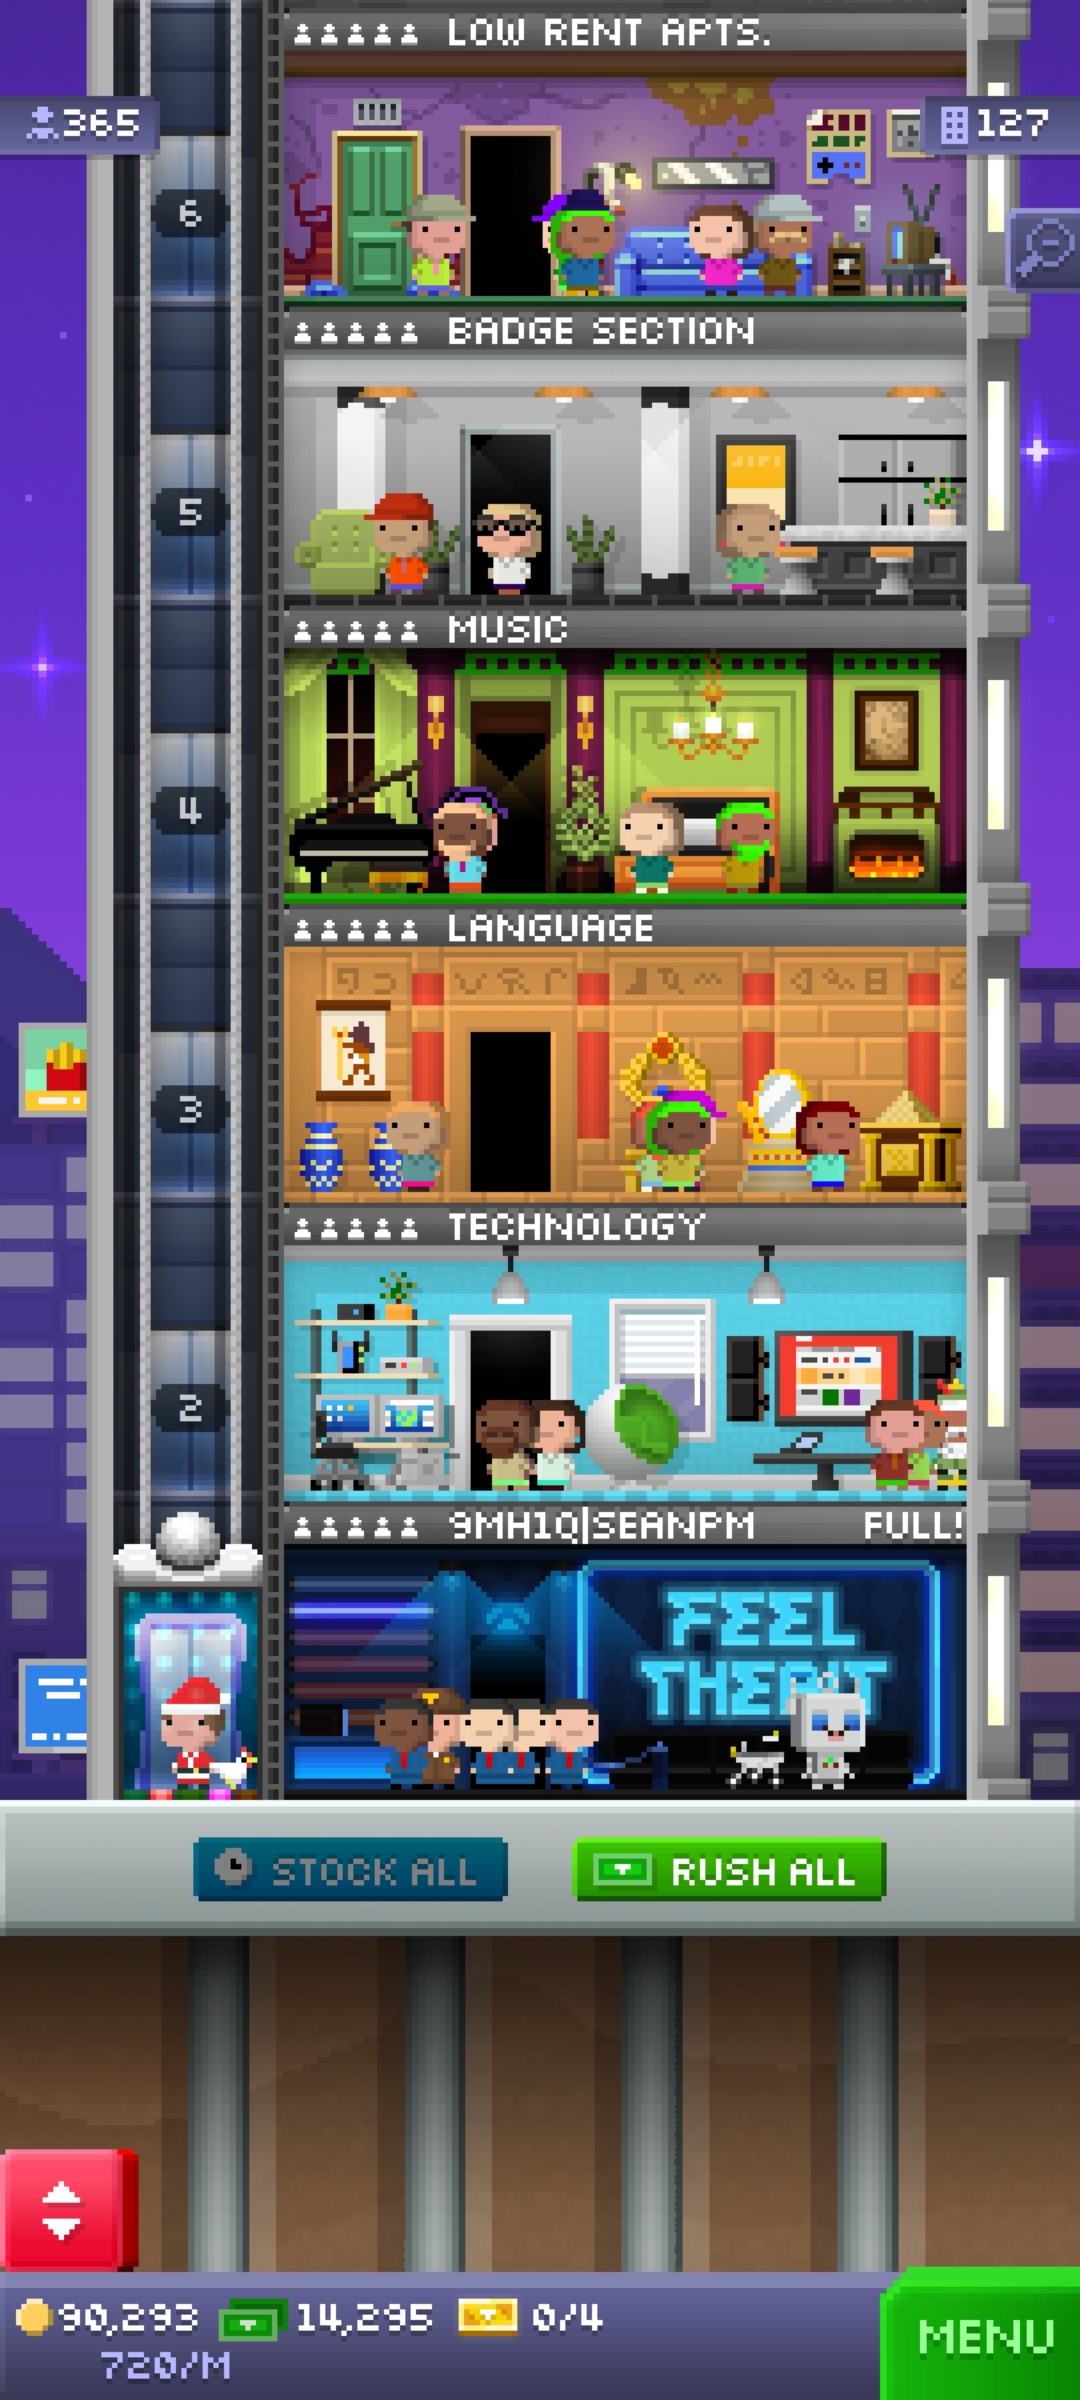 LOW RENT APTS.
365
127
6
BADGE SECTION
5
MUSIC
4
LANGUAGE
3
TECHNOLOGY
2
9MH1Q|SEANPM FULL!
FEEL
THE
STOCK ALL
RUSH ALL
90,293 14,295 0/4
720/M
MENU